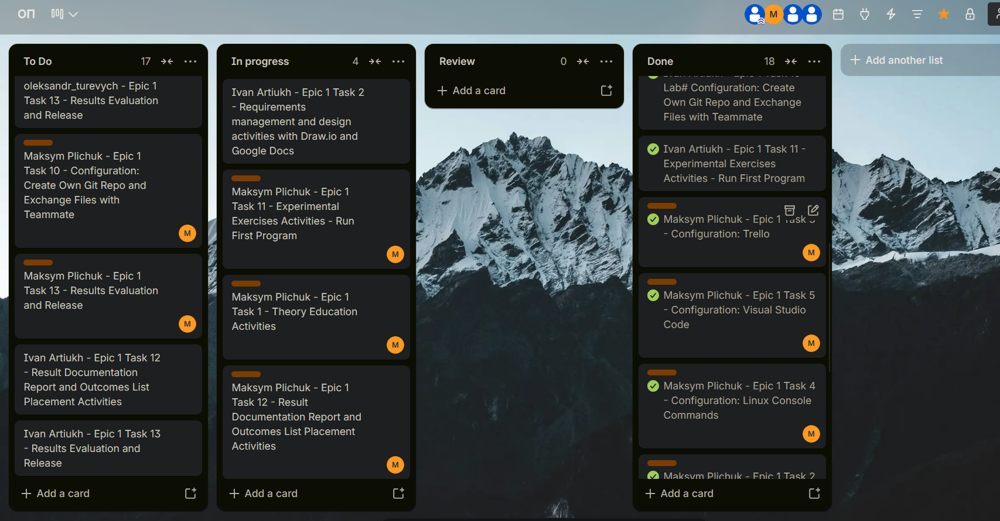 ОП
M
To Do 17
oleksandr_turevych - Epic 1
Task 13 - Results Evaluation
and Release
Maksym Plichuk - Epic 1
Task 10 - Configuration:
Create Own Git Repo and
Exchange Files with
Teammate
M
Maksym Plichuk - Epic 1
Task 13 - Results Evaluation
and Release
M
Ivan Artiukh - Epic 1 Task 12
- Result Documentation
Report and Outcomes List
Placement Activities
Ivan Artiukh - Epic 1 Task 13
- Results Evaluation and
Release
Add a card
In progress 4
Ivan Artiukh - Epic 1 Task 2
- Requirements
management and design
activities with Draw.io and
Google Docs
Maksym Plichuk - Epic 1
Task 11 - Experimental
Exercises Activities - Run
First Program
M
Maksym Plichuk - Epic 1
Task 1 - Theory Education
Activities
M
Maksym Plichuk - Epic 1
Task 12 - Result
Documentation Report and
Outcomes List Placement
Activities
M
Add a card
Review 0
Add a card
Done 18
Lab# Configuration: Create
Own Git Repo and Exchange
Files with Teammate
Ivan Artiukh - Epic 1 Task 11 -
Experimental Exercises
Activities - Run First Program
Maksym Plichuk - Epic 1 Task
- Configuration: Trello
M
Maksym Plichuk - Epic 1 Task 5
- Configuration: Visual Studio
Code
M
Maksym Plichuk - Epic 1 Task 4
- Configuration: Linux Console
Commands
M
Maksym Plichuk - Epic 1 Task 2
Add a card
Add another list